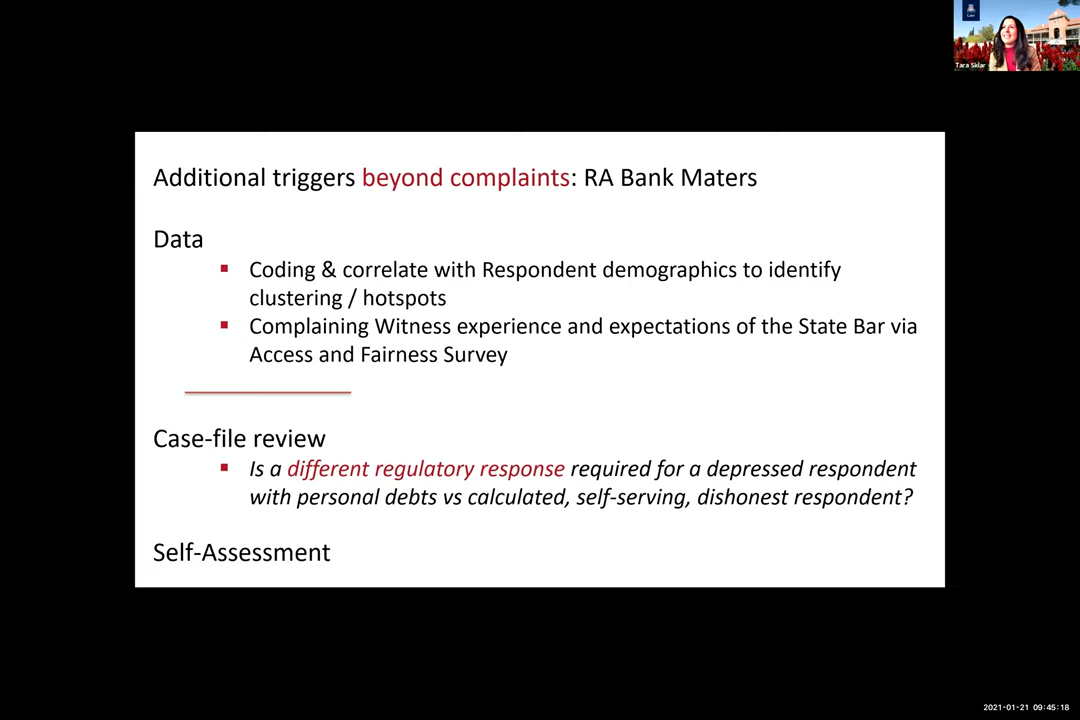 Law
Tara Sklar
Additional triggers beyond complaints: RA Bank Maters
Data
▪ Coding & correlate with Respondent demographics to identify
clustering / hotspots
▪ Complaining Witness experience and expectations of the State Bar via
Access and Fairness Survey
Case-file review
▪ Is a different regulatory response required for a depressed respondent
with personal debts vs calculated, self-serving, dishonest respondent?
Self-Assessment
2021-01-21 09:45:18